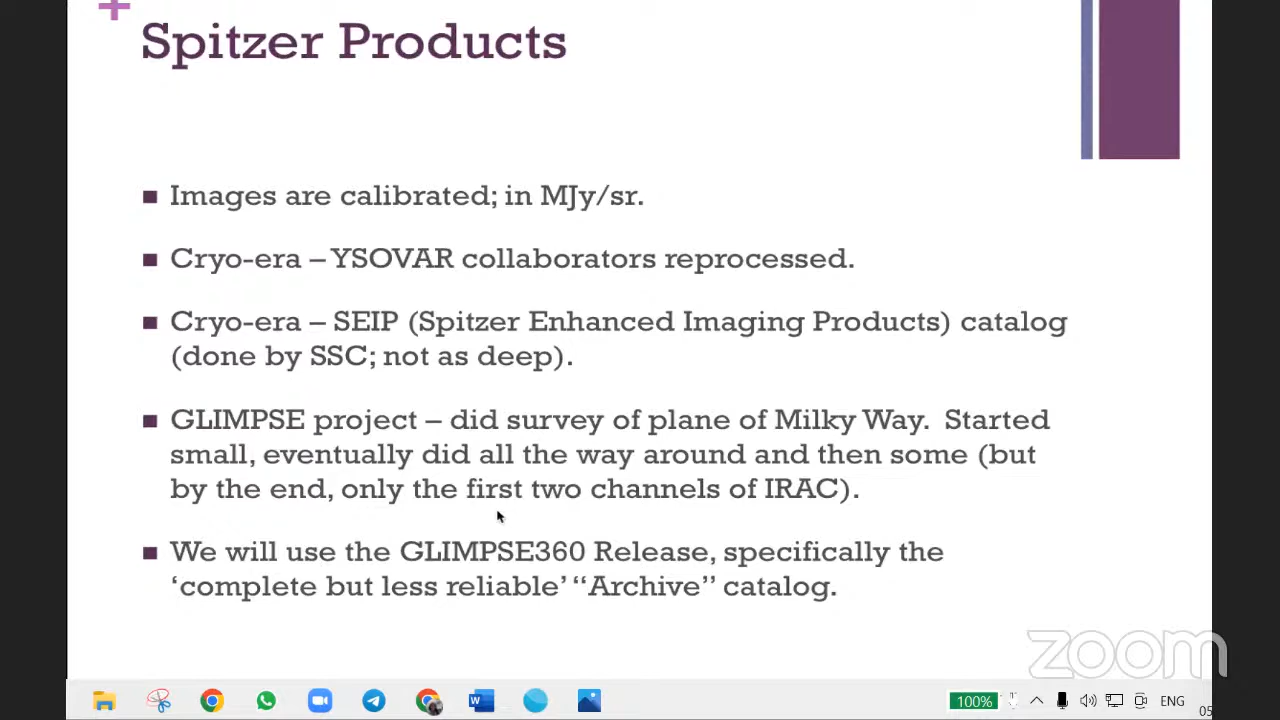 +
Spitzer Products
Images are calibrated; in MJy/sr.
Cryo-era – YSOVAR collaborators reprocessed.
Cryo-era – SEIP (Spitzer Enhanced Imaging Products) catalog
(done by SSC; not as deep).
GLIMPSE project – did survey of plane of Milky Way.  Started
small, eventually did all the way around and then some (but
by the end, only the first two channels of IRAC).
We will use the GLIMPSE360 Release, specifically the
‘complete but less reliable’ “Archive” catalog.
zoom
W
100%
ENG
05